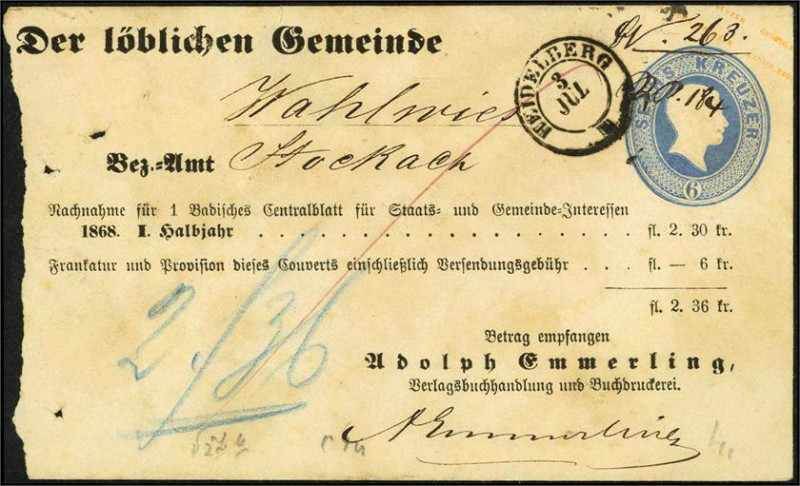 Der löblichen Gemeinde
N. 263.
Wahlwies
HEIDELBERG
3
JUL.
SECHS KREUZER
6
R.P. 184
Bez.=Amt Stockach
Nachnahme für 1 Badisches Centralblatt für Staats- und Gemeinde-Interessen
1868. I. Halbjahr . . . . . . . . . . . . . . . . . fl. 2. 30 kr.
Frankatur und Provision dieses Couverts einschließlich Versendungsgebühr . . . fl. — 6 kr.
fl. 2. 36 kr.
2/36
Betrag empfangen
Adolph Emmerling,
Verlagsbuchhandlung und Buchdruckerei.
AEmmerling